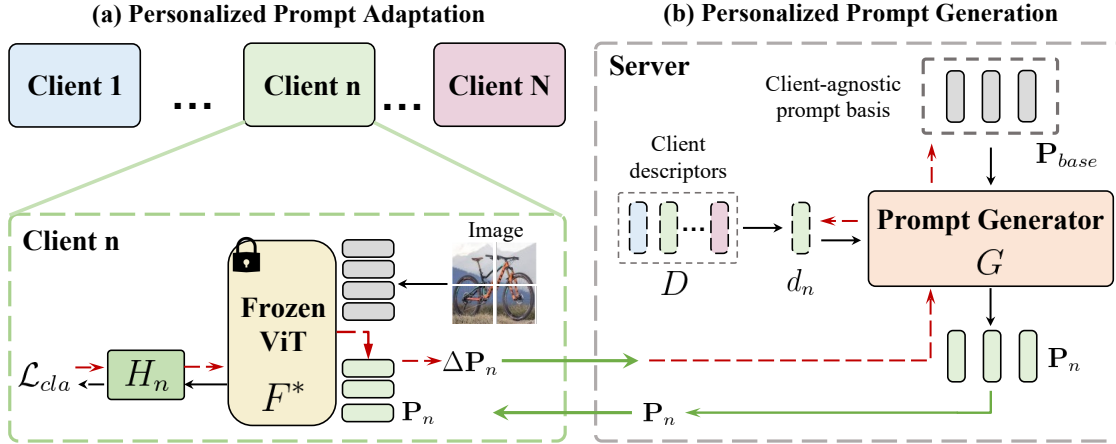 (a) Personalized Prompt Adaptation
Client 1
...
Client n
...
Client N
Client n
Image
Frozen
ViT
F*
H_n
𝓛_cla
ΔP_n
P_n
(b) Personalized Prompt Generation
Server
Client-agnostic
prompt basis
P_base
Client
descriptors
...
D
d_n
Prompt Generator
G
P_n
P_n